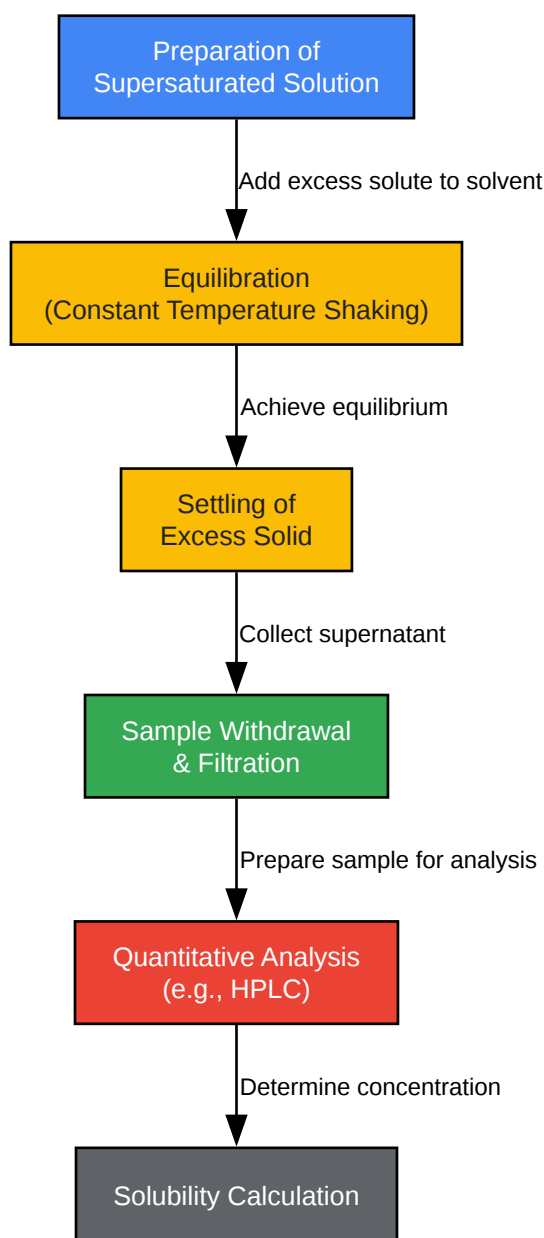 Preparation of
Supersaturated Solution
Add excess solute to solvent
Equilibration
(Constant Temperature Shaking)
Achieve equilibrium
Settling of
Excess Solid
Collect supernatant
Sample Withdrawal
& Filtration
Prepare sample for analysis
Quantitative Analysis
(e.g., HPLC)
Determine concentration
Solubility Calculation